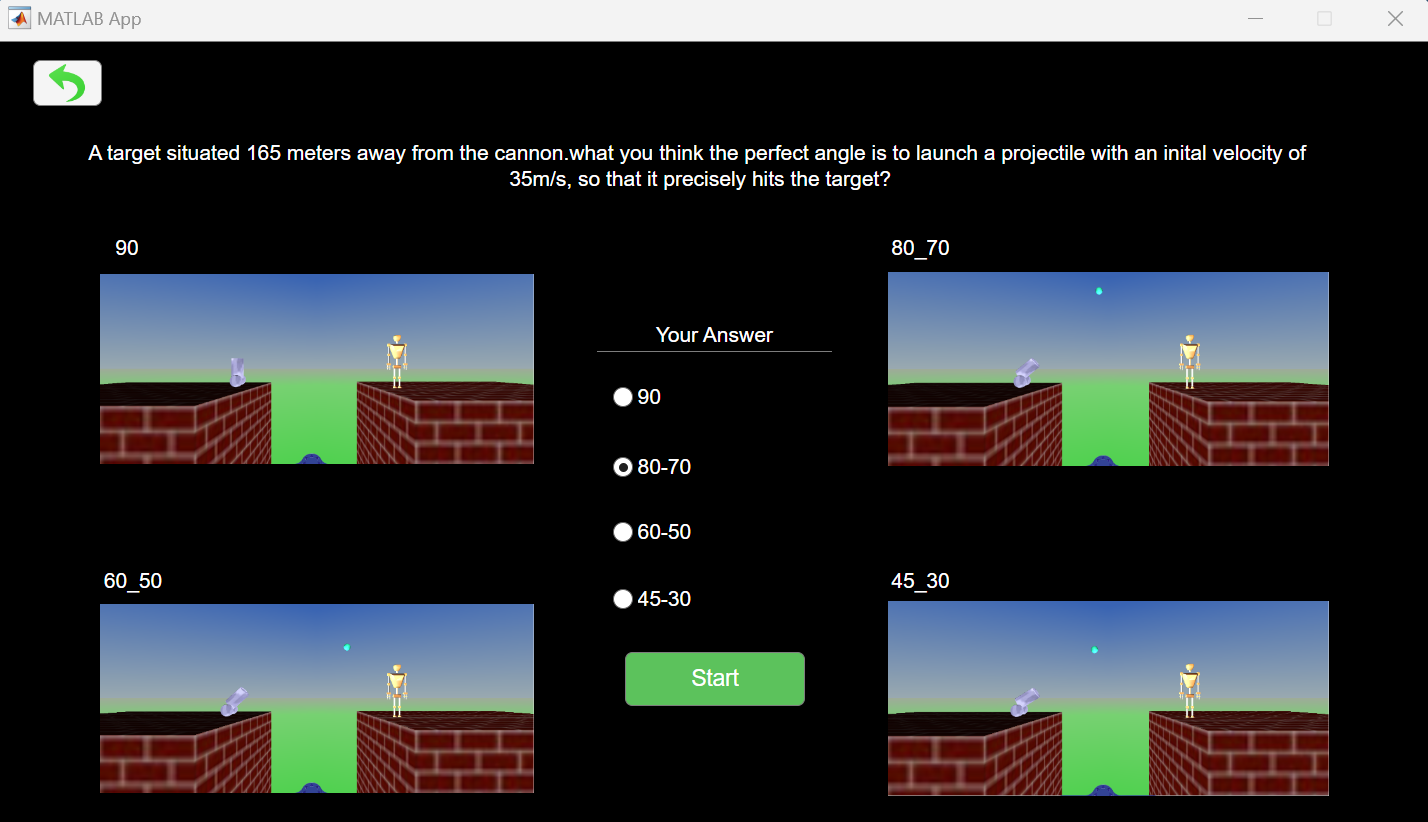 MATLAB App
A target situated 165 meters away from the cannon.what you think the perfect angle is to launch a projectile with an inital velocity of
35m/s, so that it precisely hits the target?
90
80_70
Your Answer
90
80-70
60-50
45-30
60_50
45_30
Start